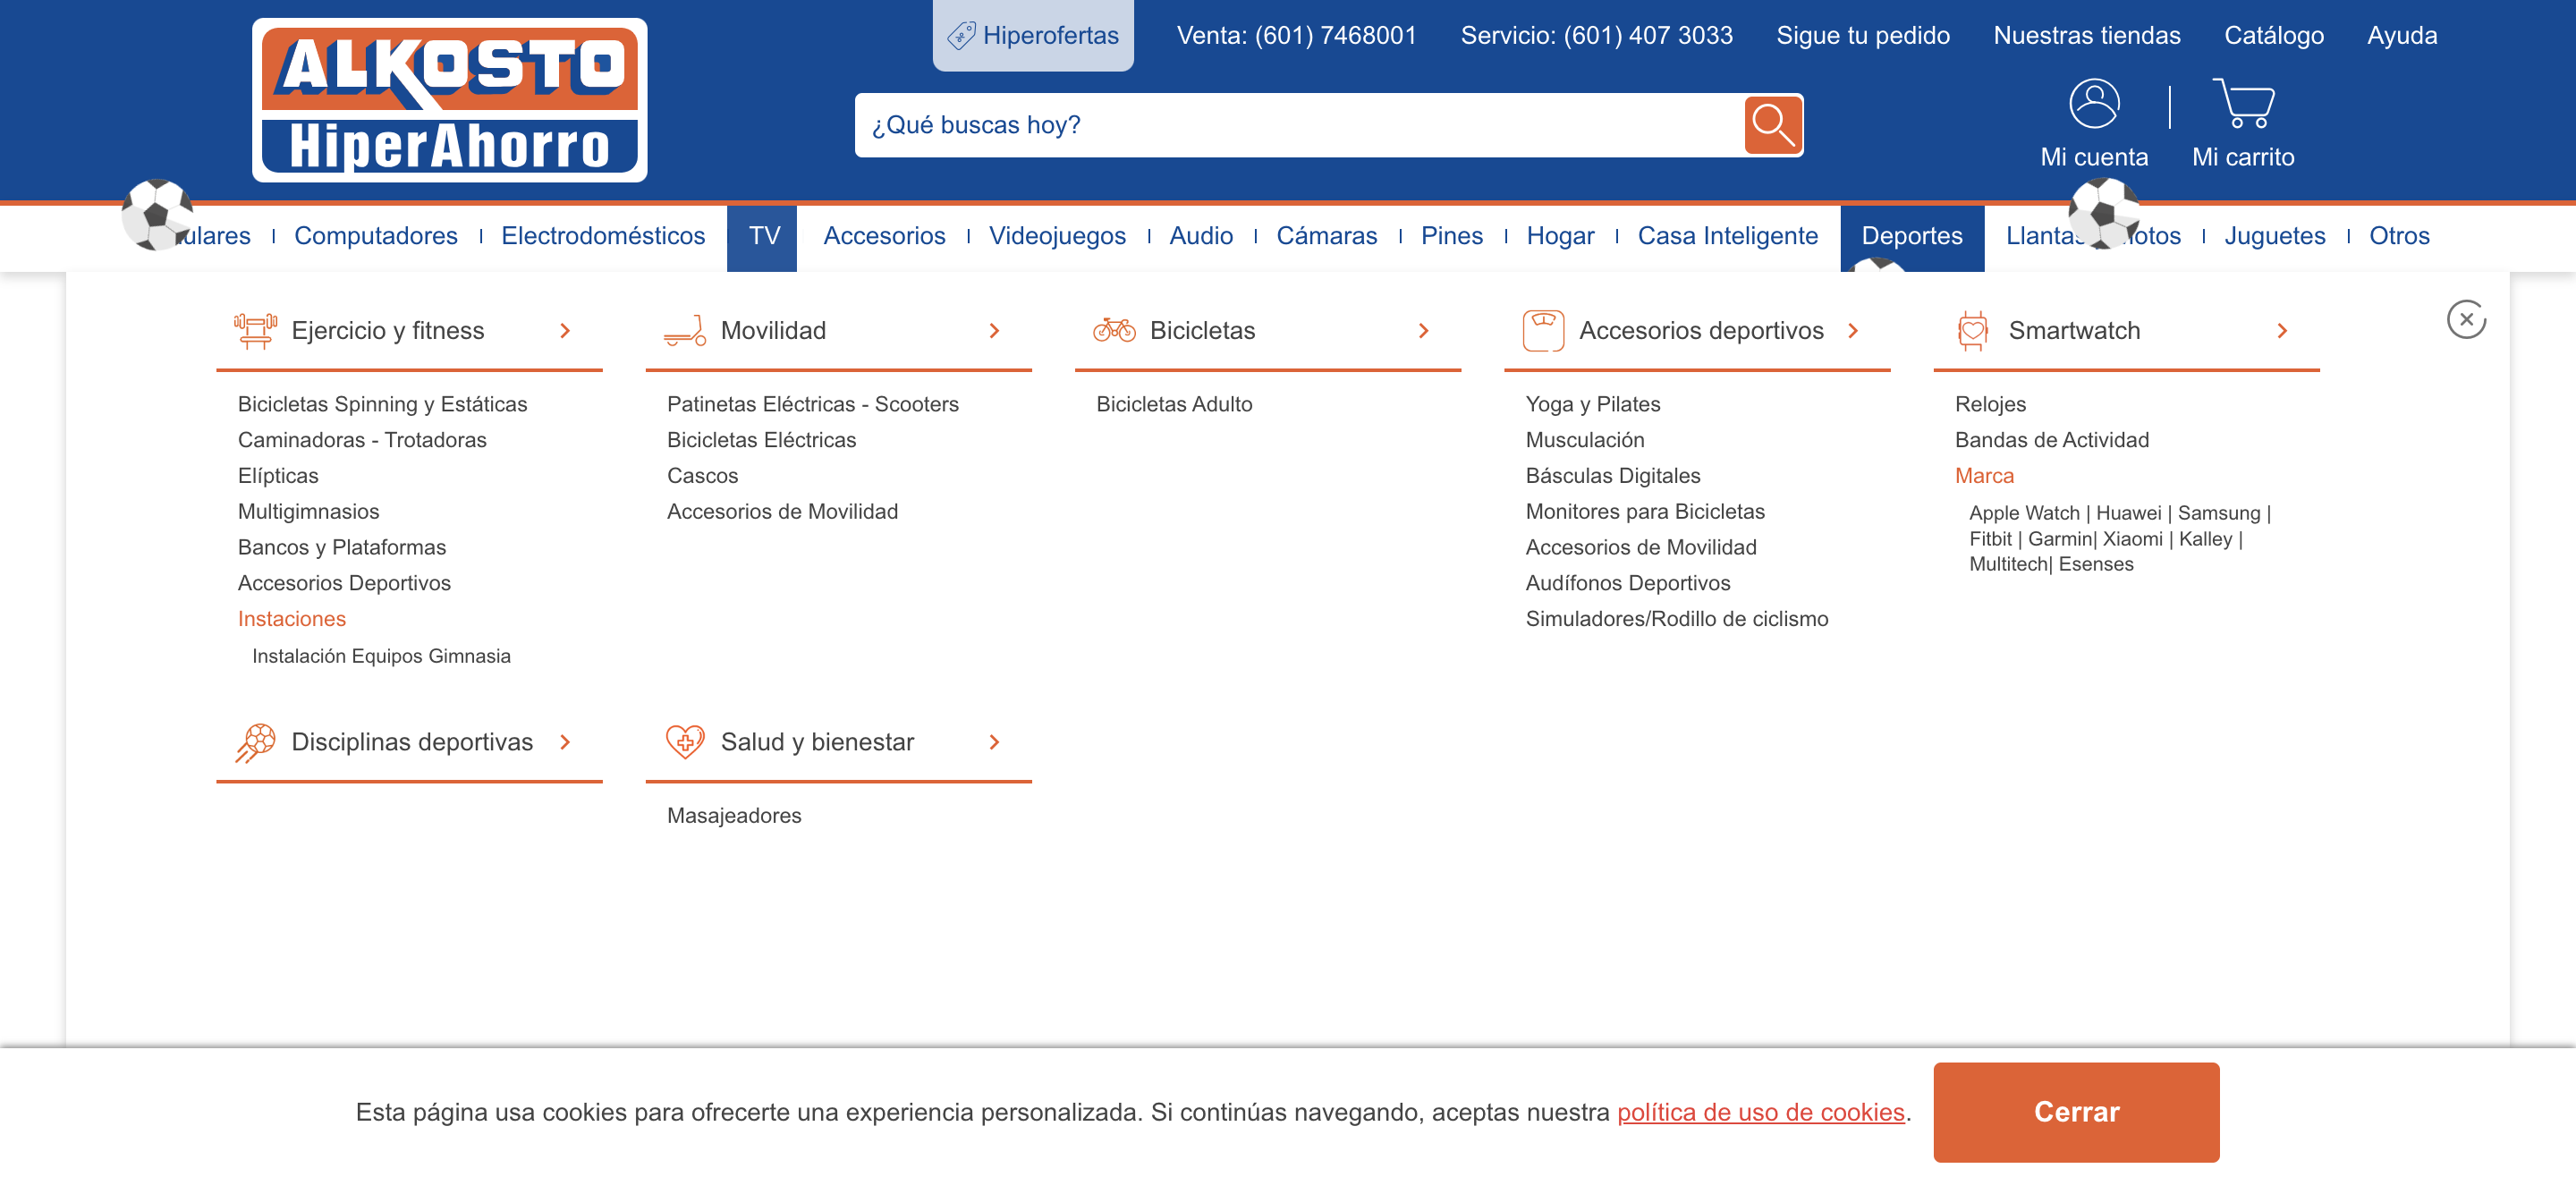 ALKOSTO
HiperAhorro
Hiperofertas
Venta: (601) 7468001
Servicio: (601) 407 3033
Sigue tu pedido
Nuestras tiendas
Catálogo
Ayuda
¿Qué buscas hoy?
Mi cuenta
Mi carrito
Computadores
Electrodomésticos
TV
Accesorios
Videojuegos
Audio
Cámaras
Pines
Hogar
Casa Inteligente
Deportes
Juguetes
Otros
Ejercicio y fitness
Bicicletas Spinning y Estáticas
Caminadoras - Trotadoras
Elípticas
Multigimnasios
Bancos y Plataformas
Accesorios Deportivos
Instaciones
Instalación Equipos Gimnasia
Movilidad
Patinetas Eléctricas - Scooters
Bicicletas Eléctricas
Cascos
Accesorios de Movilidad
Bicicletas
Bicicletas Adulto
Accesorios deportivos
Yoga y Pilates
Musculación
Básculas Digitales
Monitores para Bicicletas
Accesorios de Movilidad
Audífonos Deportivos
Simuladores/Rodillo de ciclismo
Smartwatch
Relojes
Bandas de Actividad
Marca
Apple Watch | Huawei | Samsung |
Fitbit | Garmin| Xiaomi | Kalley |
Multitech| Esenses
Disciplinas deportivas
Salud y bienestar
Masajeadores
Esta página usa cookies para ofrecerte una experiencia personalizada. Si continúas navegando, aceptas nuestra política de uso de cookies.
Cerrar